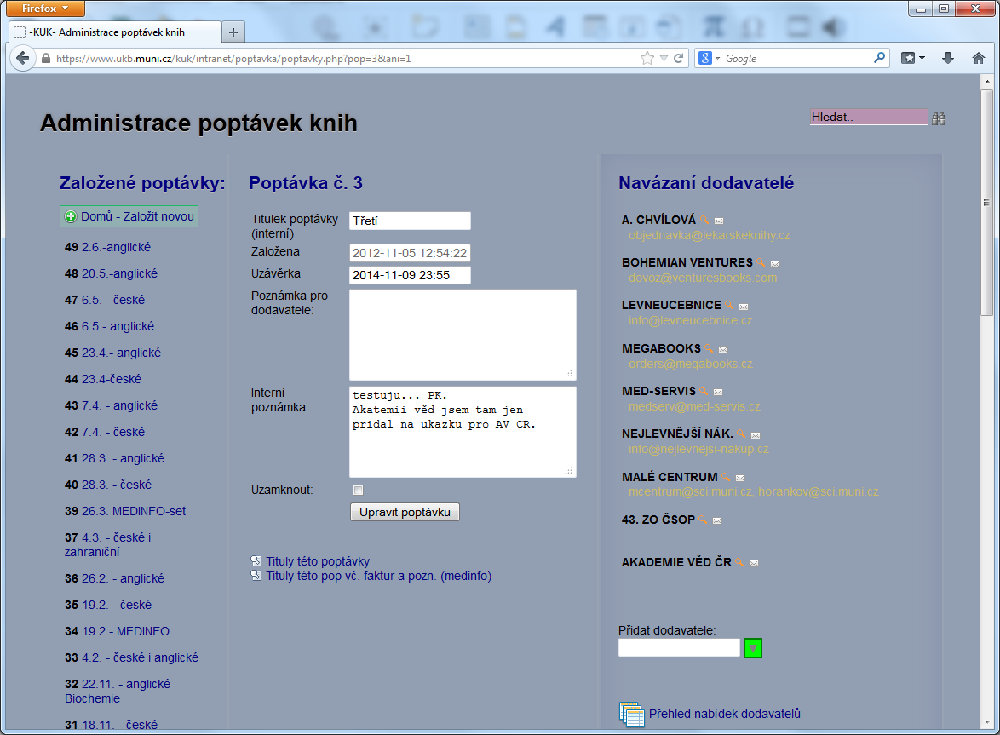 Firefox
-KUK- Administrace poptávek knih
https://www.ukb.muni.cz/kuk/intranet/poptavka/poptavky.php?pop=3&ani=1
Google
Administrace poptávek knih
Hledat..
Založené poptávky:
Domů - Založit novou
49 2.6.-anglické
48 20.5.-anglické
47 6.5. - české
46 6.5.- anglické
45 23.4.- anglické
44 23.4-české
43 7.4. - anglické
42 7.4. - české
41 28.3. - anglické
40 28.3. - české
39 26.3. MEDINFO-set
37 4.3. - české i
zahraniční
36 26.2. - anglické
35 19.2. - české
34 19.2.- MEDINFO
33 4.2. - české i anglické
32 22.11. - anglické
Biochemie
31 18.11. - české
Poptávka č. 3
Titulek poptávky
(interní)
Třetí
Založena
2012-11-05 12:54:22
Uzávěrka
2014-11-09 23:55
Poznámka pro
dodavatele:
Interní
poznámka:
testuju... PK.
Akatemii věd jsem tam jen
pridal na ukazku pro AV CR.
Uzamknout:
Upravit poptávku
Tituly této poptávky
Tituly této pop vč. faktur a pozn. (medinfo)
Navázaní dodavatelé
A. CHVÍLOVÁ
objednavka@lekarskeknihy.cz
BOHEMIAN VENTURES
dovoz@venturesbooks.com
LEVNEUCEBNICE
info@levneucebnice.cz
MEGABOOKS
orders@megabooks.cz
MED-SERVIS
medserv@med-servis.cz
NEJLEVNĚJŠÍ NÁK.
info@nejlevnejsi-nakup.cz
MALÉ CENTRUM
mcentrum@sci.muni.cz, horankov@sci.muni.cz
43. ZO ČSOP
AKADEMIE VĚD ČR
Přidat dodavatele:
Přehled nabídek dodavatelů